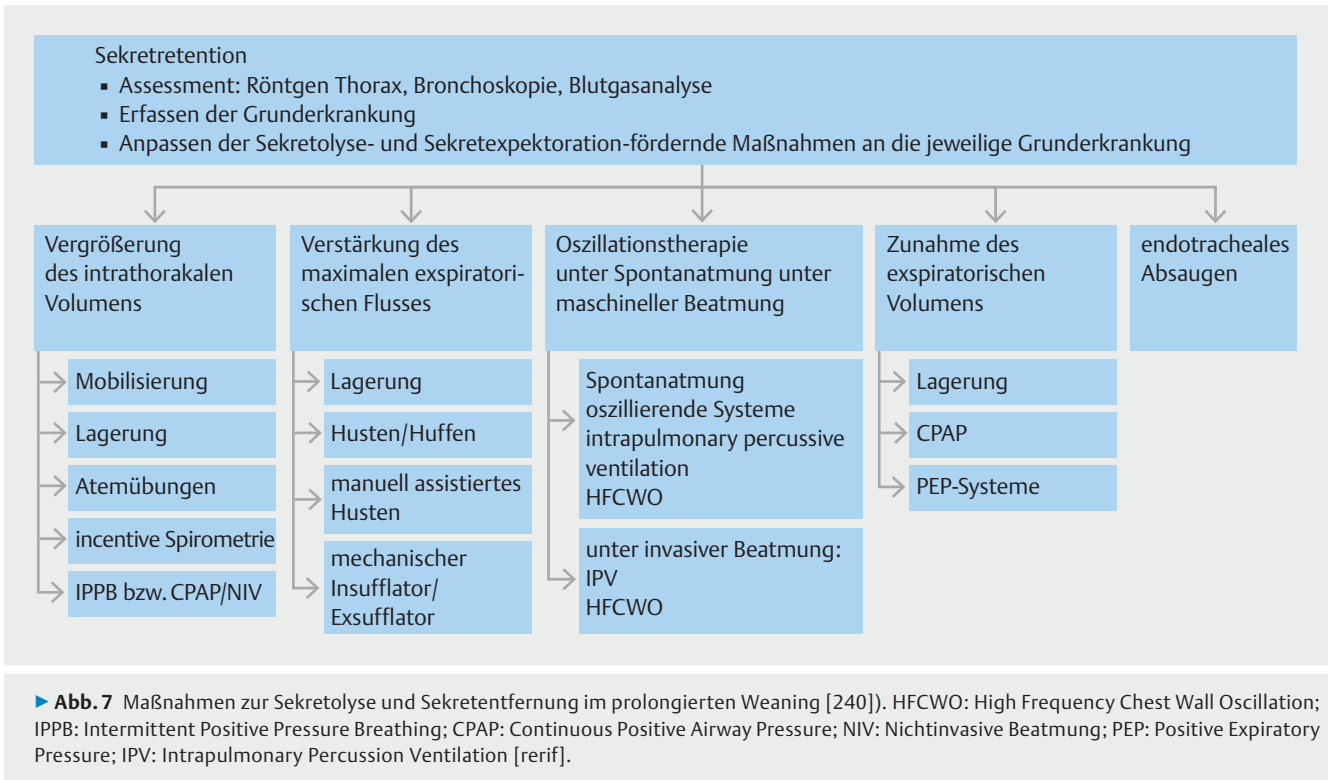 Sekretretention
▪ Assessment: Röntgen Thorax, Bronchoskopie, Blutgasanalyse
▪ Erfassen der Grunderkrankung
▪ Anpassen der Sekretolyse- und Sekretexpektoration-fördernde Maßnahmen an die jeweilige Grunderkrankung
Vergrößerung
des intrathorakalen
Volumens
Mobilisierung
Lagerung
Atemübungen
incentive Spirometrie
IPPB bzw. CPAP/NIV
Verstärkung des
maximalen exspiratori-
schen Flusses
Lagerung
Husten/Huffen
manuell assistiertes
Husten
mechanischer
Insufflator/
Exsufflator
Oszillationstherapie
unter Spontanatmung unter
maschineller Beatmung
Spontanatmung
oszillierende Systeme
intrapulmonary percussive
ventilation
HFCWO
unter invasiver Beatmung:
IPV
HFCWO
Zunahme des
exspiratorischen
Volumens
Lagerung
CPAP
PEP-Systeme
endotracheales
Absaugen
▶ Abb. 7 Maßnahmen zur Sekretolyse und Sekretentfernung im prolongierten Weaning [240]). HFCWO: High Frequency Chest Wall Oscillation;
IPPB: Intermittent Positive Pressure Breathing; CPAP: Continuous Positive Airway Pressure; NIV: Nichtinvasive Beatmung; PEP: Positive Expiratory
Pressure; IPV: Intrapulmonary Percussion Ventilation [rerif].